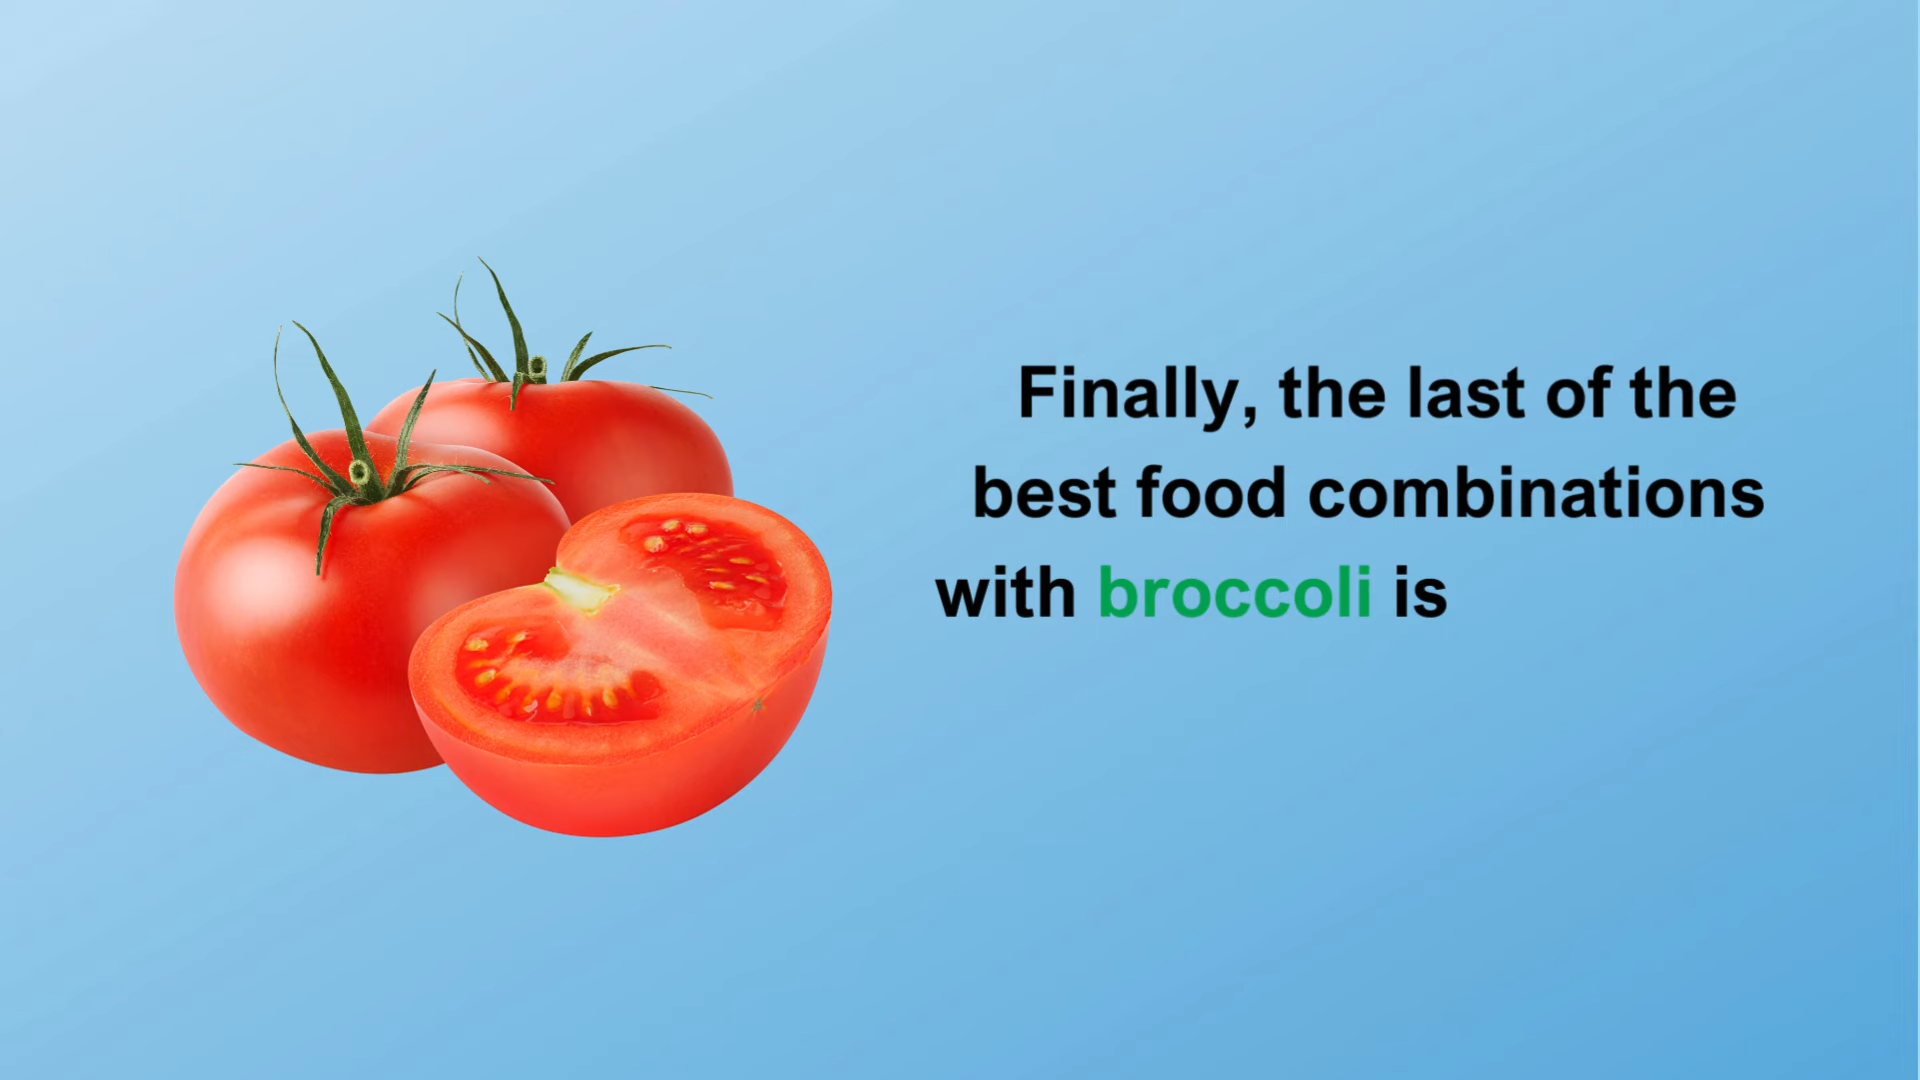 Finally, the last of the
best food combinations
with broccoli is